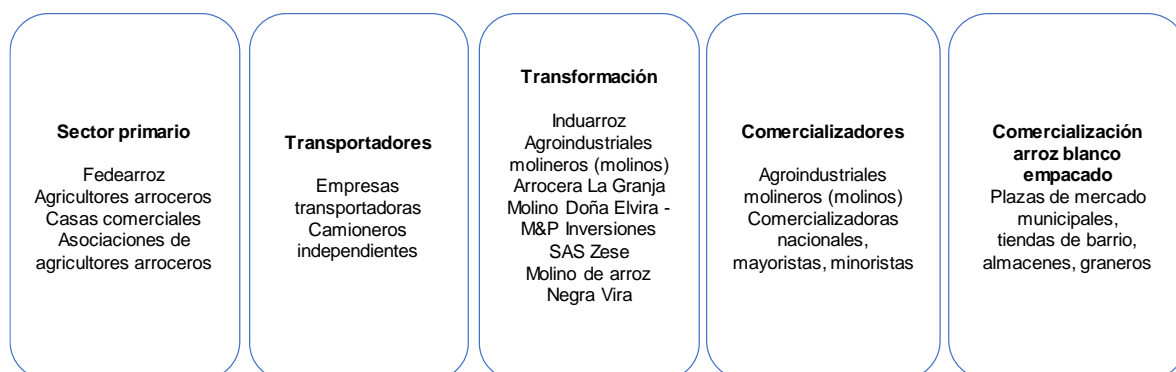 Sector primario
Fedearroz
Agricultores arroceros
Casas comerciales
Asociaciones de
agricultores arroceros
Transportadores
Empresas
transportadoras
Camioneros
independientes
Transformación
Induarroz
Agroindustriales
molineros (molinos)
Arrocera La Granja
Molino Doña Elvira -
M&P Inversiones
SAS Zese
Molino de arroz
Negra Vira
Comercializadores
Agroindustriales
molineros (molinos)
Comercializadoras
nacionales,
mayoristas, minoristas
Comercialización
arroz blanco
empacado
Plazas de mercado
municipales,
tiendas de barrio,
almacenes, graneros